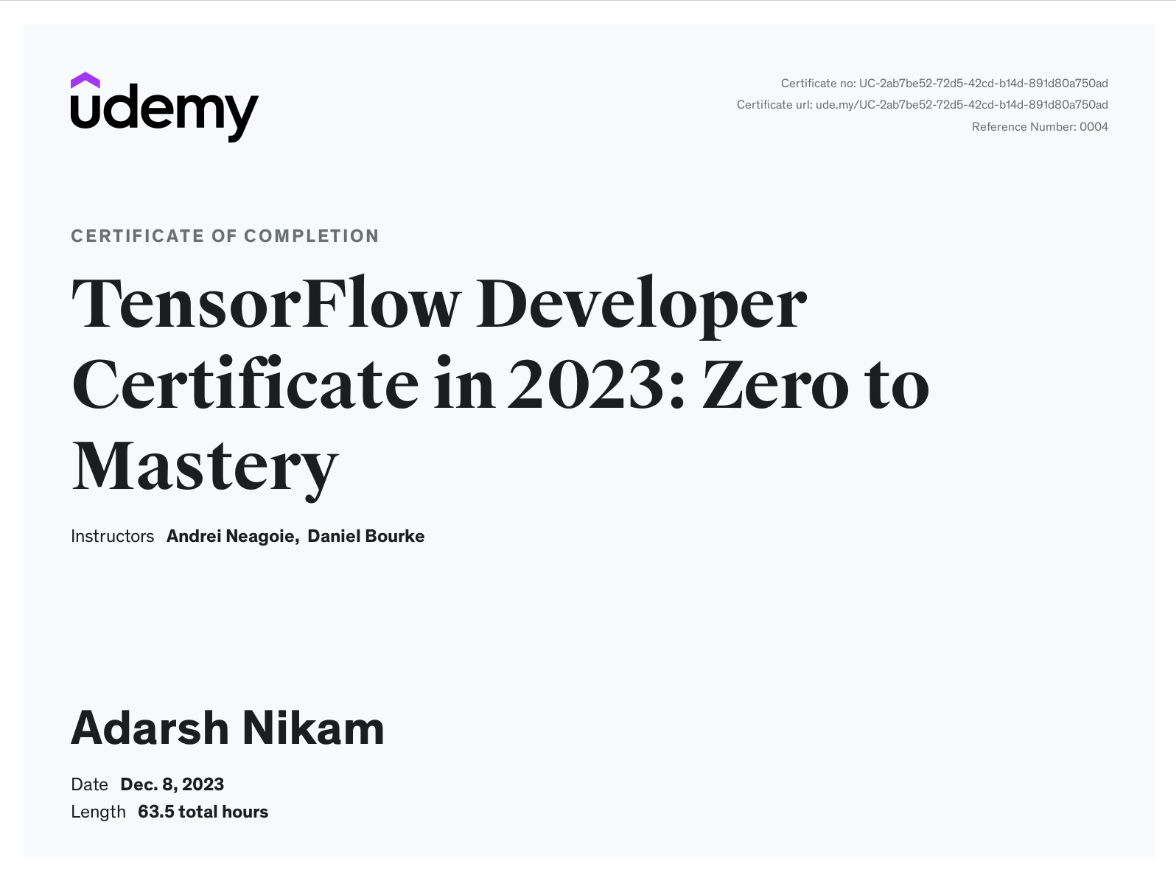 udemy
Certificate no: UC-2ab7be52-72d5-42cd-b14d-891d80a750ad
Certificate url: ude.my/UC-2ab7be52-72d5-42cd-b14d-891d80a750ad
Reference Number: 0004
CERTIFICATE OF COMPLETION
TensorFlow Developer
Certificate in 2023: Zero to
Mastery
Instructors Andrei Neagoie, Daniel Bourke
Adarsh Nikam
Date Dec. 8, 2023
Length 63.5 total hours